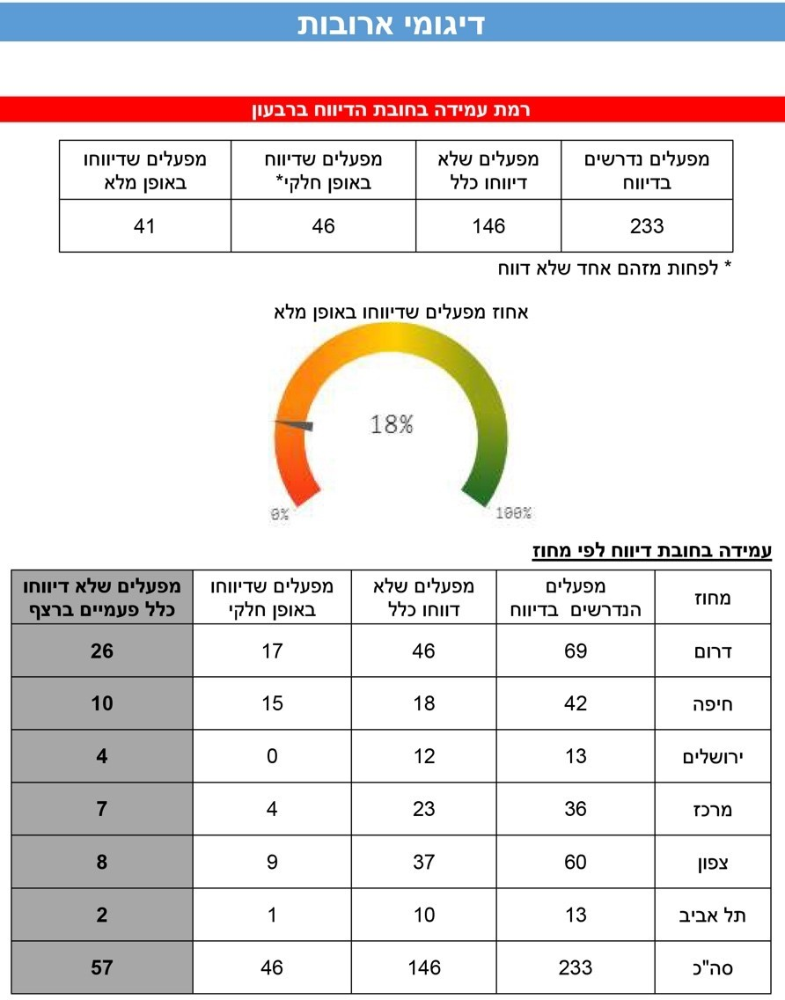 דיגומי ארובות
רמת עמידה בחובת הדיווח ברבעון
מפעלים נדרשים בדיווח מפעלים שלא דיווחו כלל מפעלים שדיווח באופן חלקי* מפעלים שדיווחו באופן מלא
233 146 46 41
* לפחות מזהם אחד שלא דווח
אחוז מפעלים שדיווחו באופן מלא
18%
0% 100%
עמידה בחובת דיווח לפי מחוז
מחוז מפעלים הנדרשים בדיווח מפעלים שלא דווחו כלל מפעלים שדיווחו באופן חלקי מפעלים שלא דיווחו כלל פעמיים ברצף
דרום 69 46 17 26
חיפה 42 18 15 10
ירושלים 13 12 0 4
מרכז 36 23 4 7
צפון 60 37 9 8
תל אביב 13 10 1 2
סה"כ 233 146 46 57